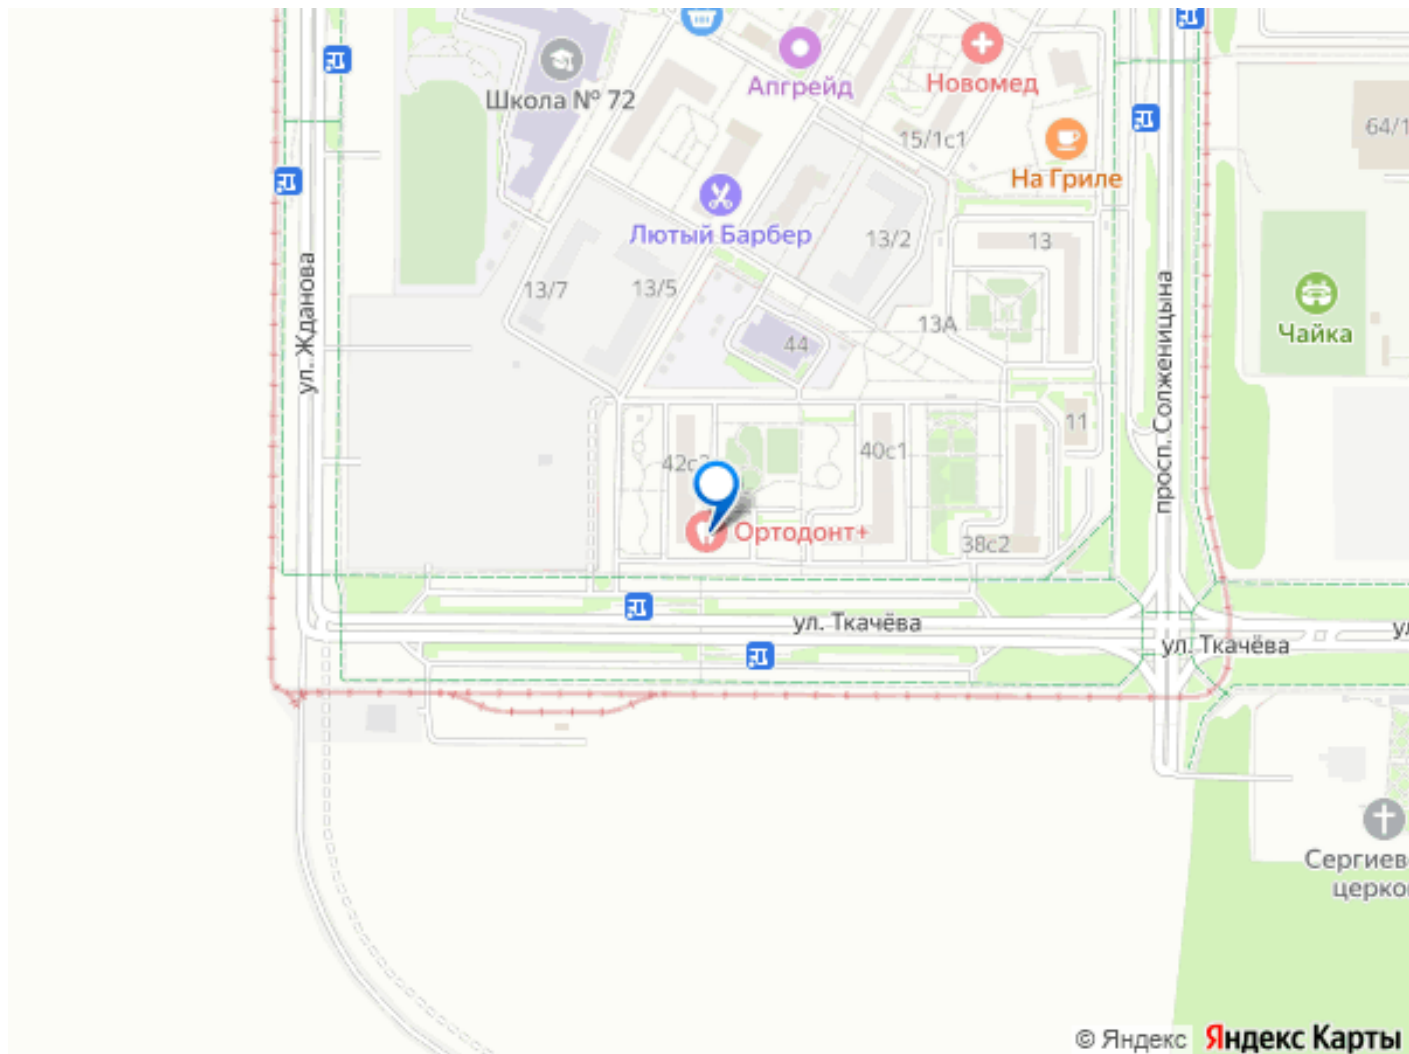 Школа № 72
Апгрейд
Новомед
15/1с1
64/1
На Гриле
Лютый Барбер
13/2
13
13/7
13/5
13А
ул. Жданова
просп. Солженицына
Чайка
44
11
40с1
Ортодонт+
38с2
ул. Ткачёва
ул. Ткачёва
Сергиев
церко
© Яндекс Яндекс Карты